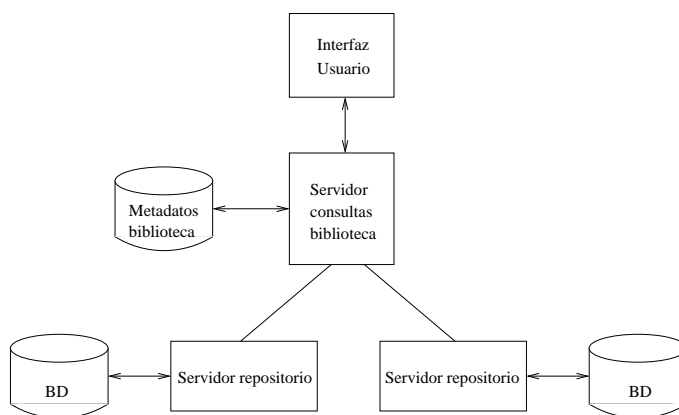 Interfaz
Usuario
Servidor
consultas
biblioteca
Metadatos
biblioteca
BD
Servidor repositorio
Servidor repositorio
BD